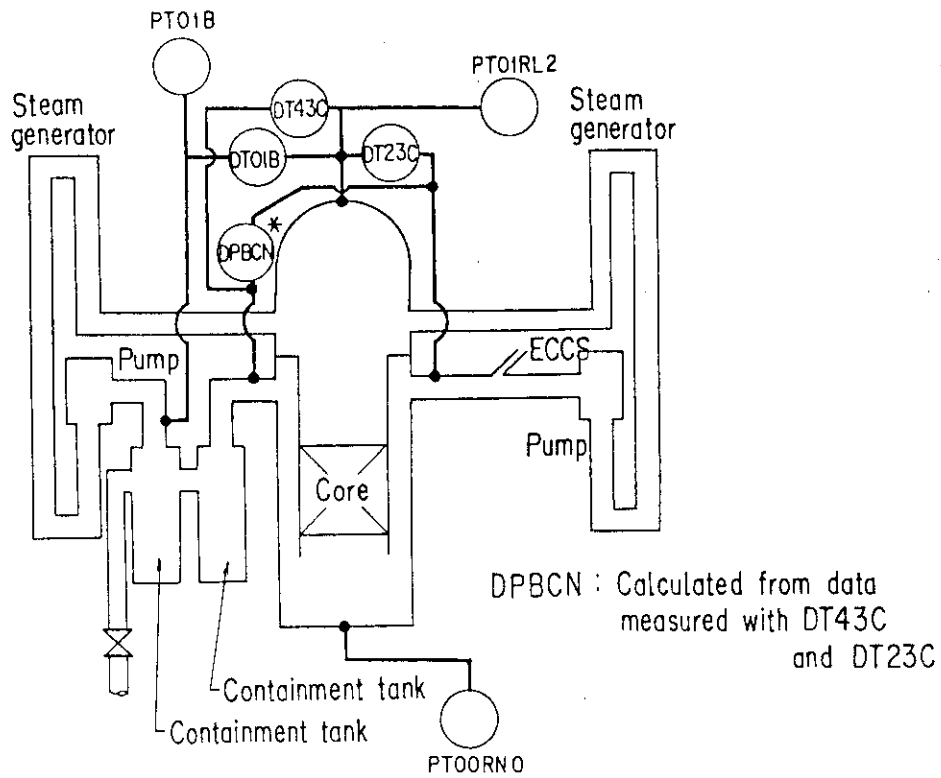 PT01B
PT01RL2
Steam
generator
DT43C
Steam
generator
DT01B
DT23C
DPBCN
*
Pump
ECCS
Pump
Core
DPBCN : Calculated from data
measured with DT43C
and DT23C
Containment tank
Containment tank
PT00RN0